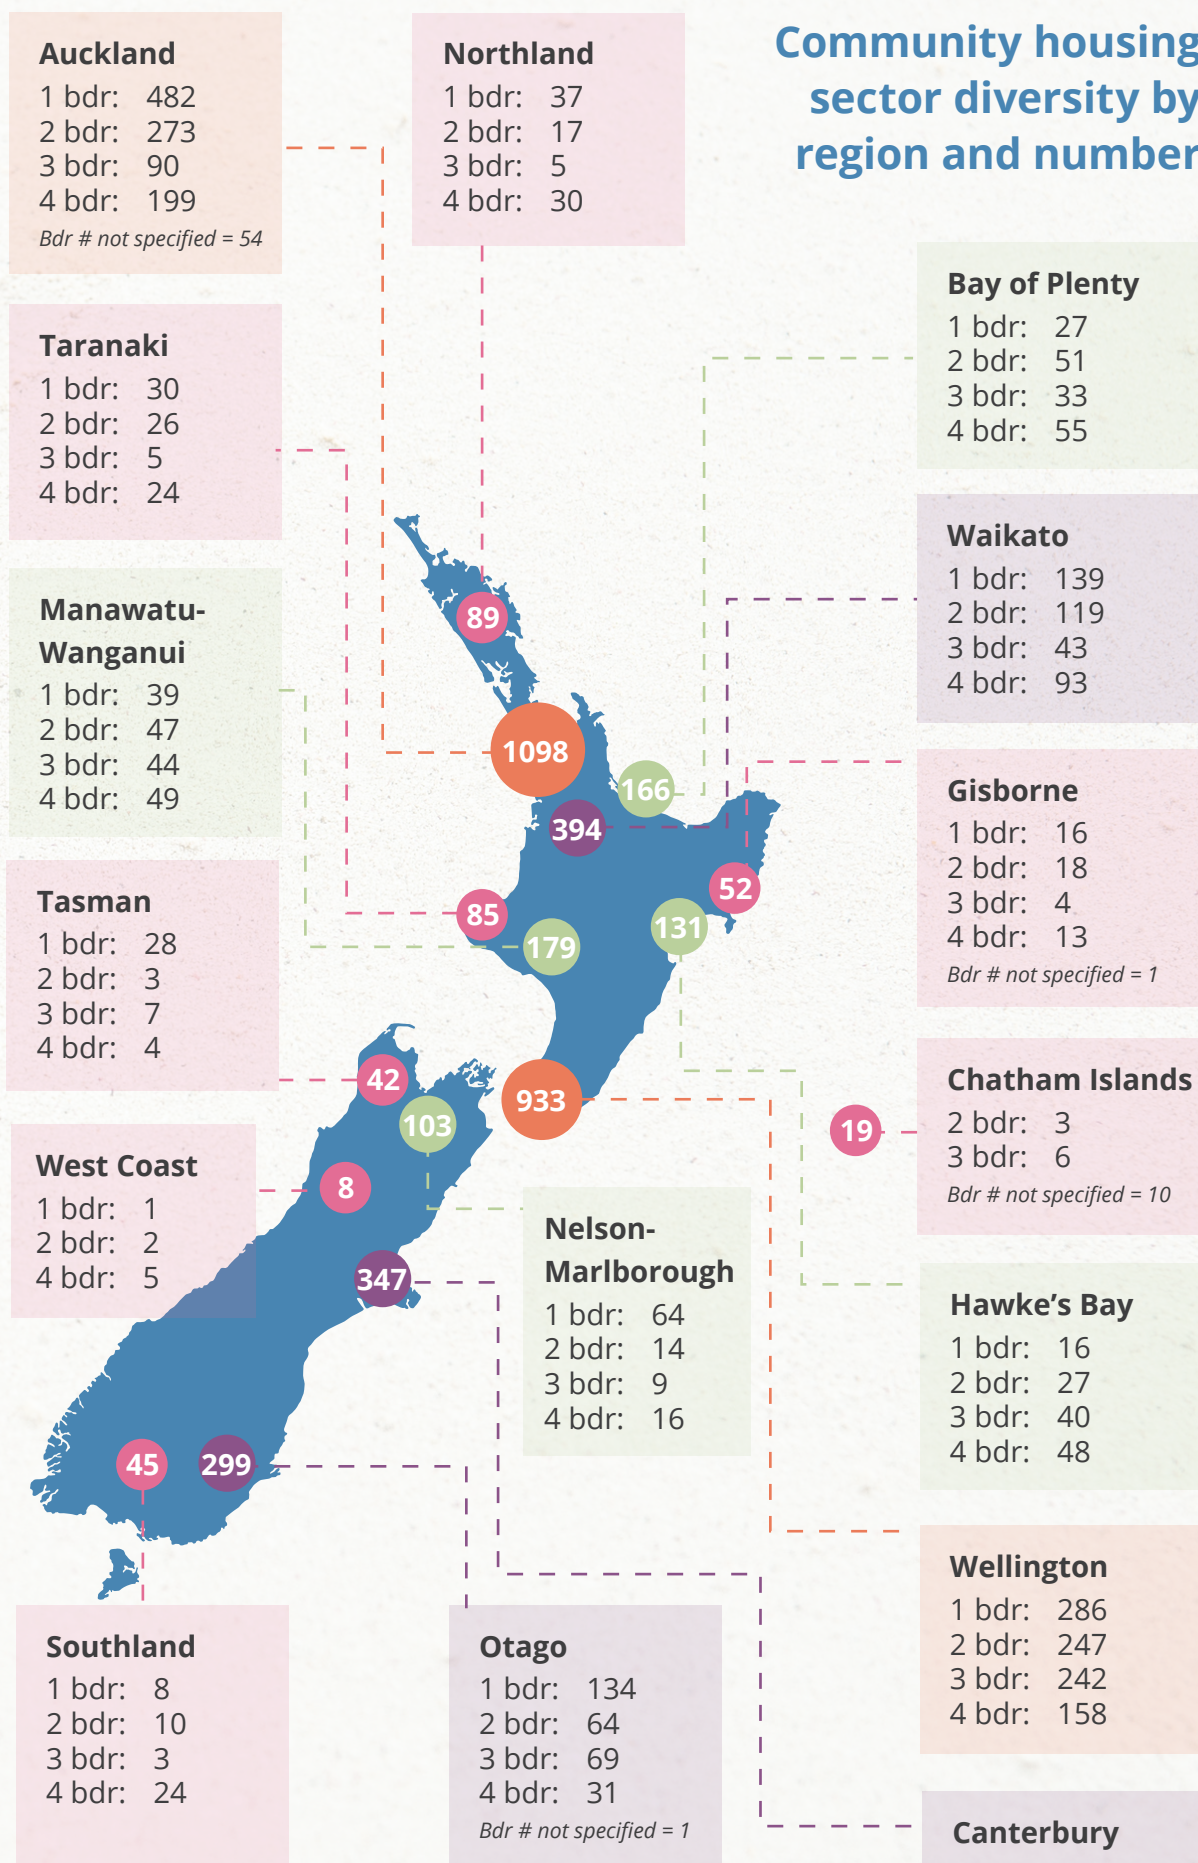 Community housing
sector diversity by
region and number
Auckland
1 bdr: 482
2 bdr: 273
3 bdr: 90
4 bdr: 199
Bdr # not specified = 54
Northland
1 bdr: 37
2 bdr: 17
3 bdr: 5
4 bdr: 30
Bay of Plenty
1 bdr: 27
2 bdr: 51
3 bdr: 33
4 bdr: 55
Taranaki
1 bdr: 30
2 bdr: 26
3 bdr: 5
4 bdr: 24
Waikato
1 bdr: 139
2 bdr: 119
3 bdr: 43
4 bdr: 93
Manawatu-
Wanganui
1 bdr: 39
2 bdr: 47
3 bdr: 44
4 bdr: 49
Gisborne
1 bdr: 16
2 bdr: 18
3 bdr: 4
4 bdr: 13
Bdr # not specified = 1
Tasman
1 bdr: 28
2 bdr: 3
3 bdr: 7
4 bdr: 4
Chatham Islands
2 bdr: 3
3 bdr: 6
Bdr # not specified = 10
West Coast
1 bdr: 1
2 bdr: 2
4 bdr: 5
Nelson-
Marlborough
1 bdr: 64
2 bdr: 14
3 bdr: 9
4 bdr: 16
Hawke's Bay
1 bdr: 16
2 bdr: 27
3 bdr: 40
4 bdr: 48
Wellington
1 bdr: 286
2 bdr: 247
3 bdr: 242
4 bdr: 158
Southland
1 bdr: 8
2 bdr: 10
3 bdr: 3
4 bdr: 24
Otago
1 bdr: 134
2 bdr: 64
3 bdr: 69
4 bdr: 31
Bdr # not specified = 1
Canterbury
89
1098
166
394
52
85
131
179
42
933
103
19
8
347
45
299